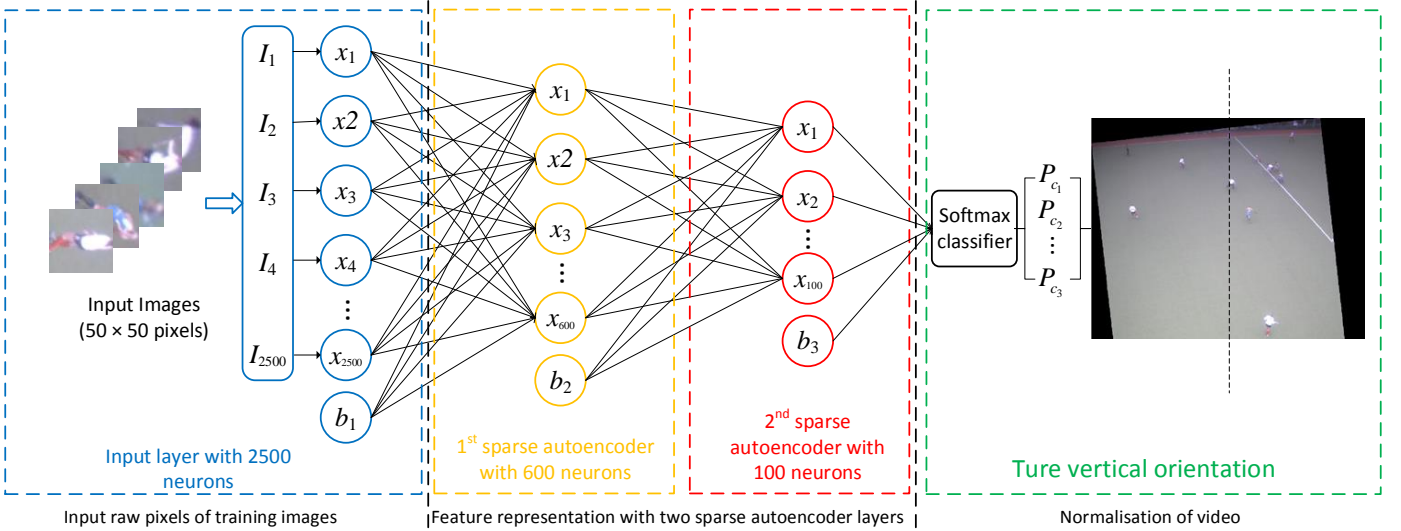 Input Images
(50 × 50 pixels)
I₁
I₂
I₃
I₄
I₂₅₀₀
x₁
x2
x₃
x₄
⋮
x₂₅₀₀
b₁
Input layer with 2500
neurons
Input raw pixels of training images
x₁
x2
x₃
⋮
x₆₀₀
b₂
1st sparse autoencoder
with 600 neurons
x₁
x₂
⋮
x₁₀₀
b₃
2nd sparse
autoencoder with
100 neurons
Feature representation with two sparse autoencoder layers
Softmax
classifier
P_c₁
P_c₂
⋮
P_c₃
Ture vertical orientation
Normalisation of video